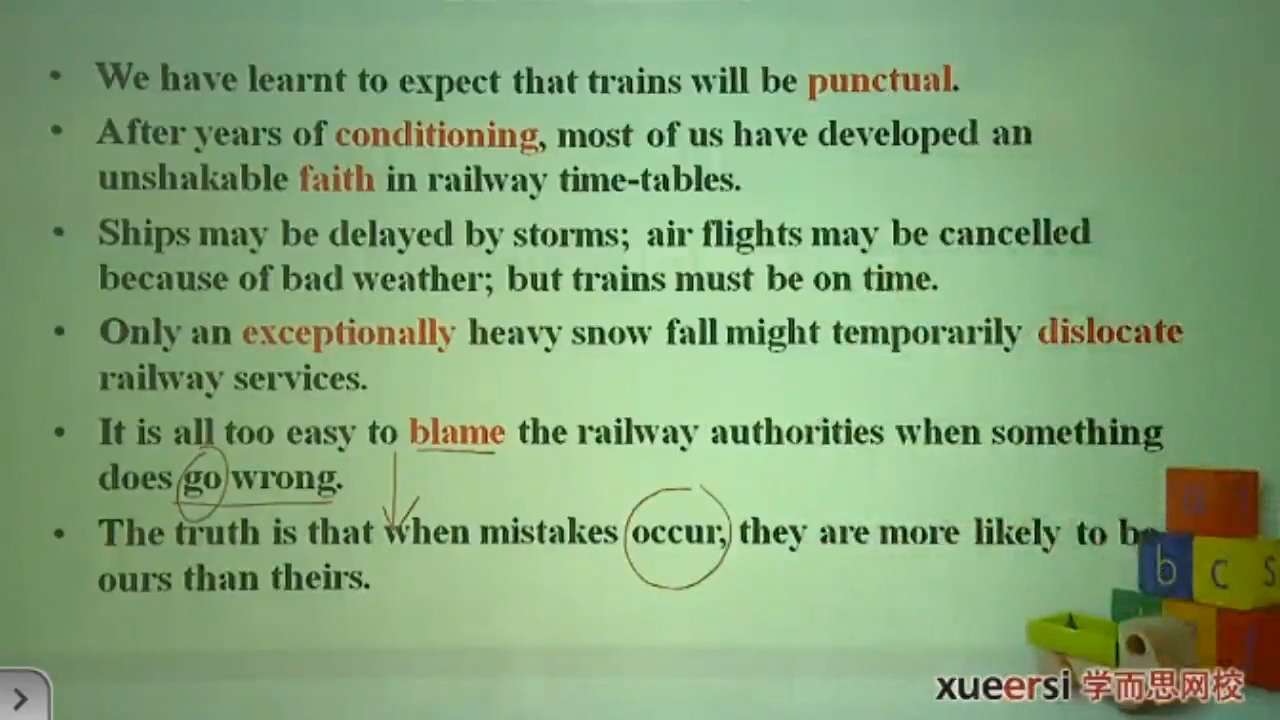 • We have learnt to expect that trains will be punctual.
• After years of conditioning, most of us have developed an
unshakable faith in railway time-tables.
• Ships may be delayed by storms; air flights may be cancelled
because of bad weather; but trains must be on time.
• Only an exceptionally heavy snow fall might temporarily dislocate
railway services.
• It is all too easy to blame the railway authorities when something
does go wrong.
• The truth is that when mistakes occur, they are more likely to be
ours than theirs.
b c s
xueersi 学而思网校